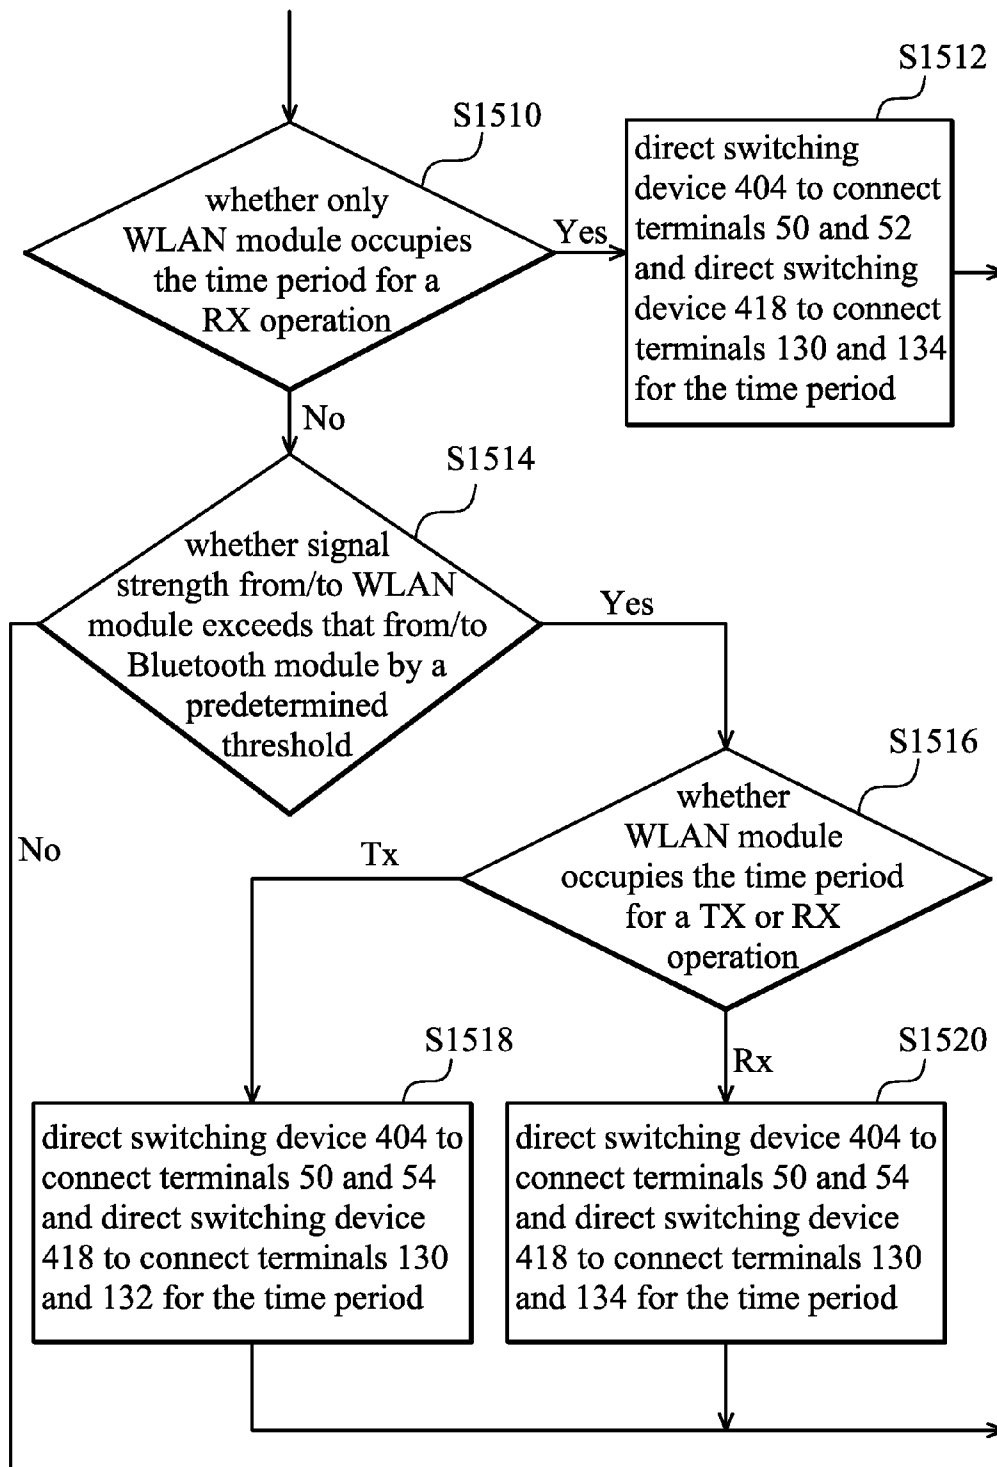 S1510
whether only
WLAN module occupies
the time period for a
RX operation
Yes
S1512
direct switching
device 404 to connect
terminals 50 and 52
and direct switching
device 418 to connect
terminals 130 and 134
for the time period
No
S1514
whether signal
strength from/to WLAN
module exceeds that from/to
Bluetooth module by a
predetermined
threshold
Yes
No
S1516
whether
WLAN module
occupies the time period
for a TX or RX
operation
Tx
Rx
S1518
direct switching device 404 to
connect terminals 50 and 54
and direct switching device
418 to connect terminals 130
and 132 for the time period
S1520
direct switching device 404 to
connect terminals 50 and 54
and direct switching device
418 to connect terminals 130
and 134 for the time period